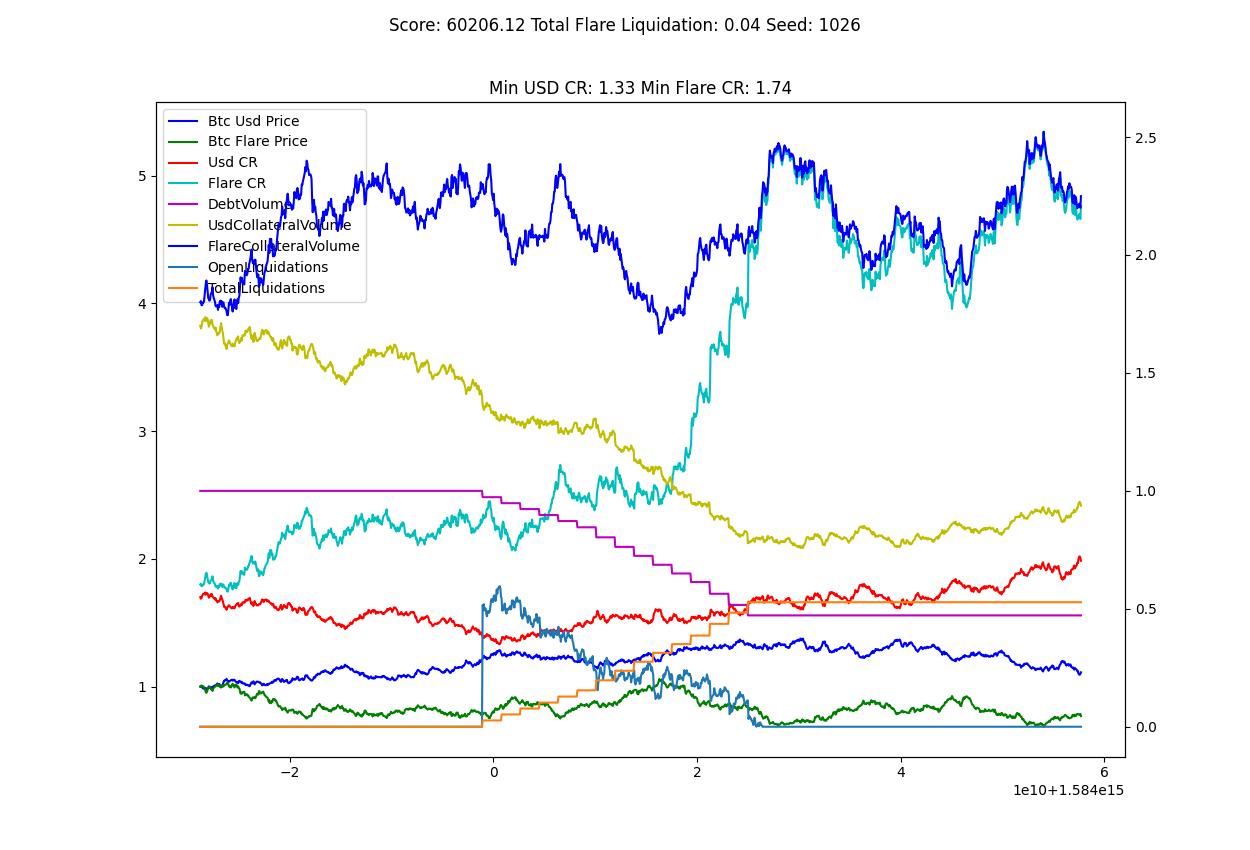 Score: 60206.12 Total Flare Liquidation: 0.04 Seed: 1026
Min USD CR: 1.33 Min Flare CR: 1.74
Btc Usd Price
Btc Flare Price
Usd CR
Flare CR
DebtVolume
UsdCollateralVolume
FlareCollateralVolume
OpenLiquidations
TotalLiquidations
5
4
3
2
1
2.5
2.0
1.5
1.0
0.5
0.0
−2
0
2
4
6
1e10+1.584e15